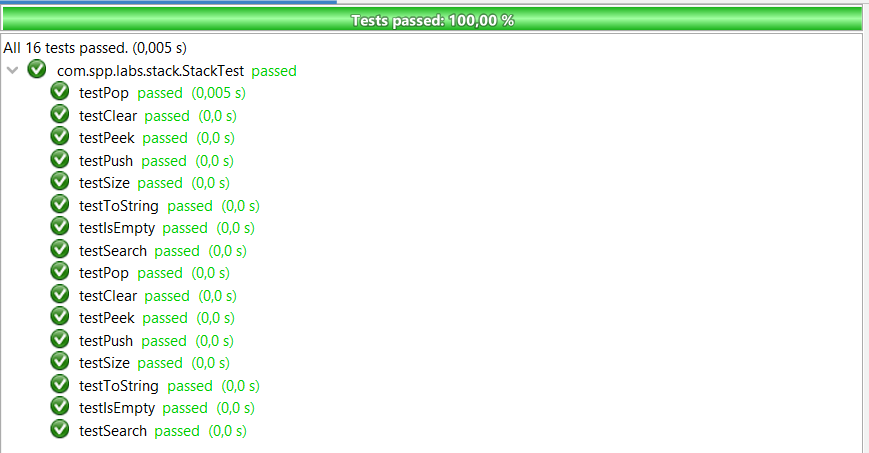 Tests passed: 100,00 %
All 16 tests passed. (0,005 s)
com.spp.labs.stack.StackTest passed
testPop passed (0,005 s)
testClear passed (0,0 s)
testPeek passed (0,0 s)
testPush passed (0,0 s)
testSize passed (0,0 s)
testToString passed (0,0 s)
testIsEmpty passed (0,0 s)
testSearch passed (0,0 s)
testPop passed (0,0 s)
testClear passed (0,0 s)
testPeek passed (0,0 s)
testPush passed (0,0 s)
testSize passed (0,0 s)
testToString passed (0,0 s)
testIsEmpty passed (0,0 s)
testSearch passed (0,0 s)